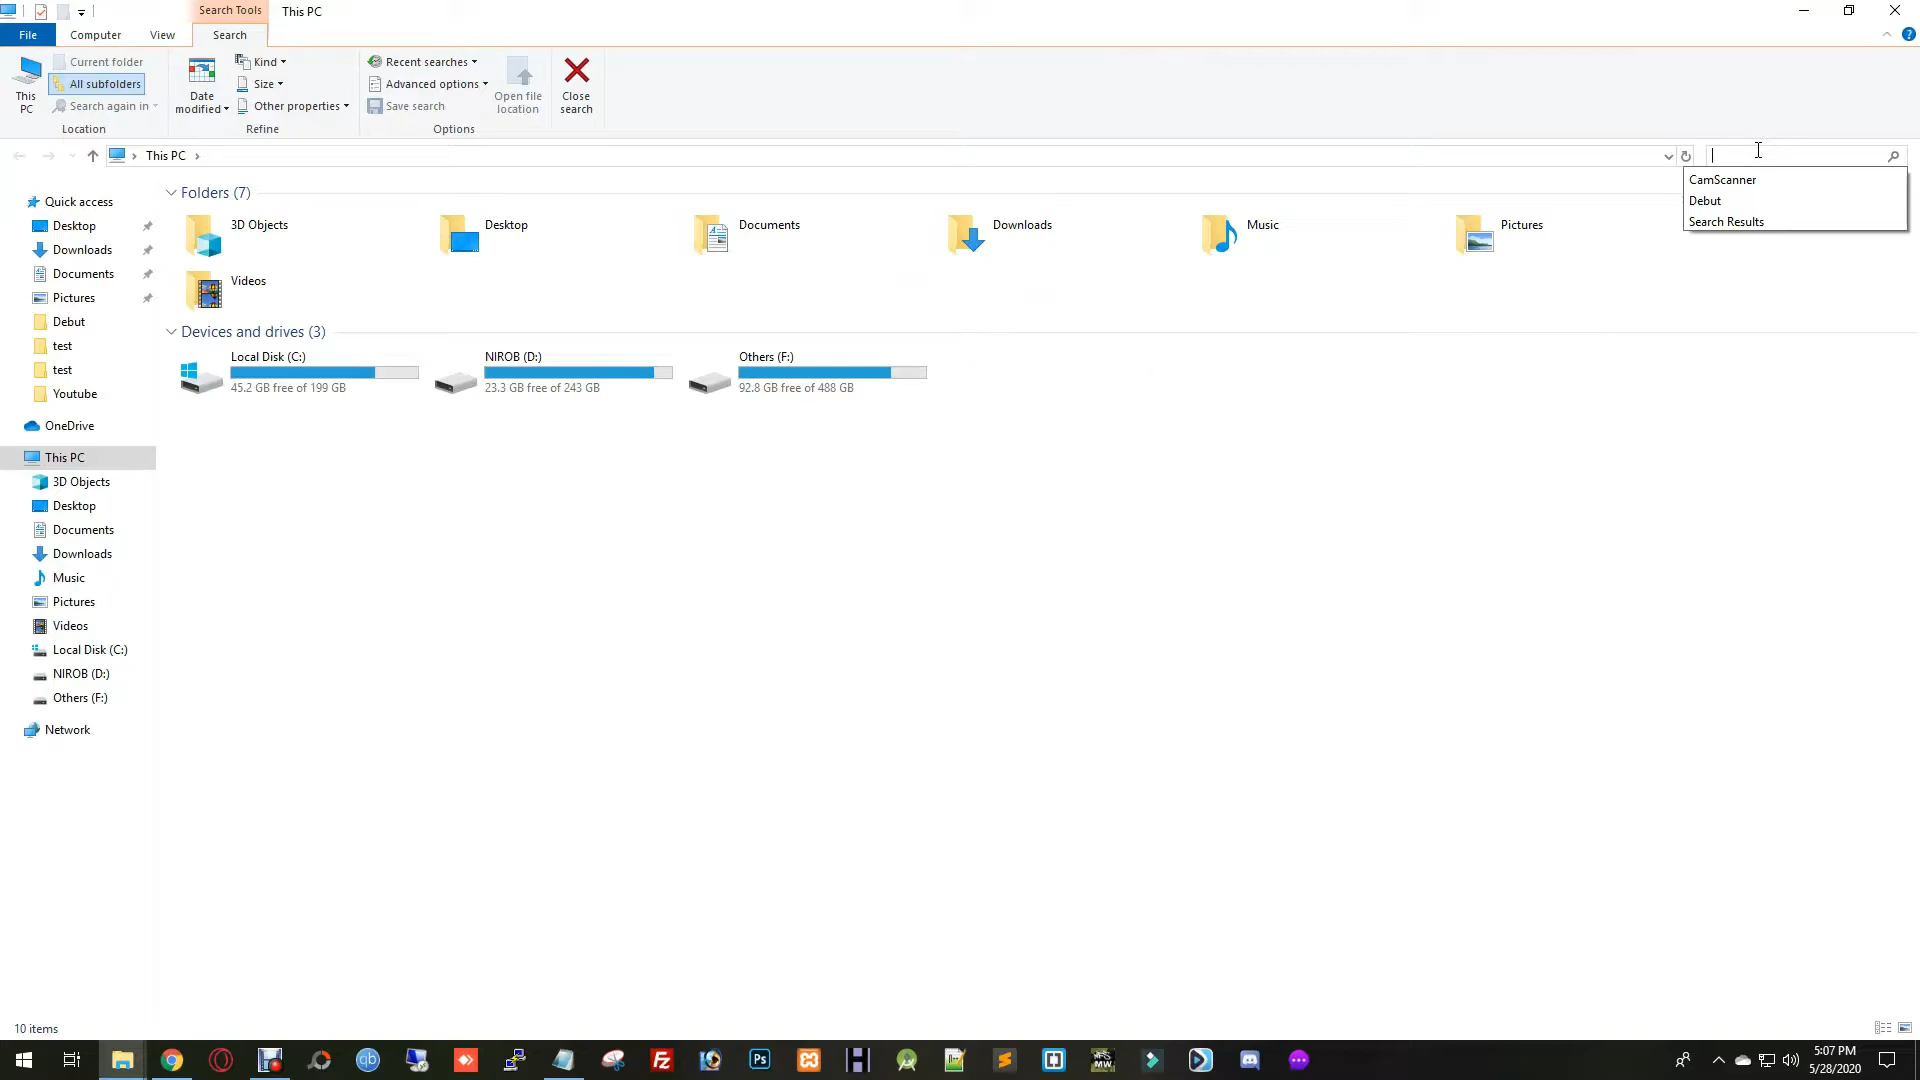 Search Tools
This PC
File
Computer
View
Search
This PC
Current folder
All subfolders
Search again in
Location
Date modified
Kind
Size
Other properties
Refine
Recent searches
Advanced options
Save search
Options
Open file location
Close search
This PC
CamScanner
Debut
Search Results
Quick access
Desktop
Downloads
Documents
Pictures
Debut
test
test
Youtube
OneDrive
This PC
3D Objects
Desktop
Documents
Downloads
Music
Pictures
Videos
Local Disk (C:)
NIROB (D:)
Others (F:)
Network
Folders (7)
3D Objects
Desktop
Documents
Downloads
Music
Pictures
Videos
Devices and drives (3)
Local Disk (C:)
45.2 GB free of 199 GB
NIROB (D:)
23.3 GB free of 243 GB
Others (F:)
92.8 GB free of 488 GB
10 items
qb
FZ
Ps
H
MW
5:07 PM
5/28/2020